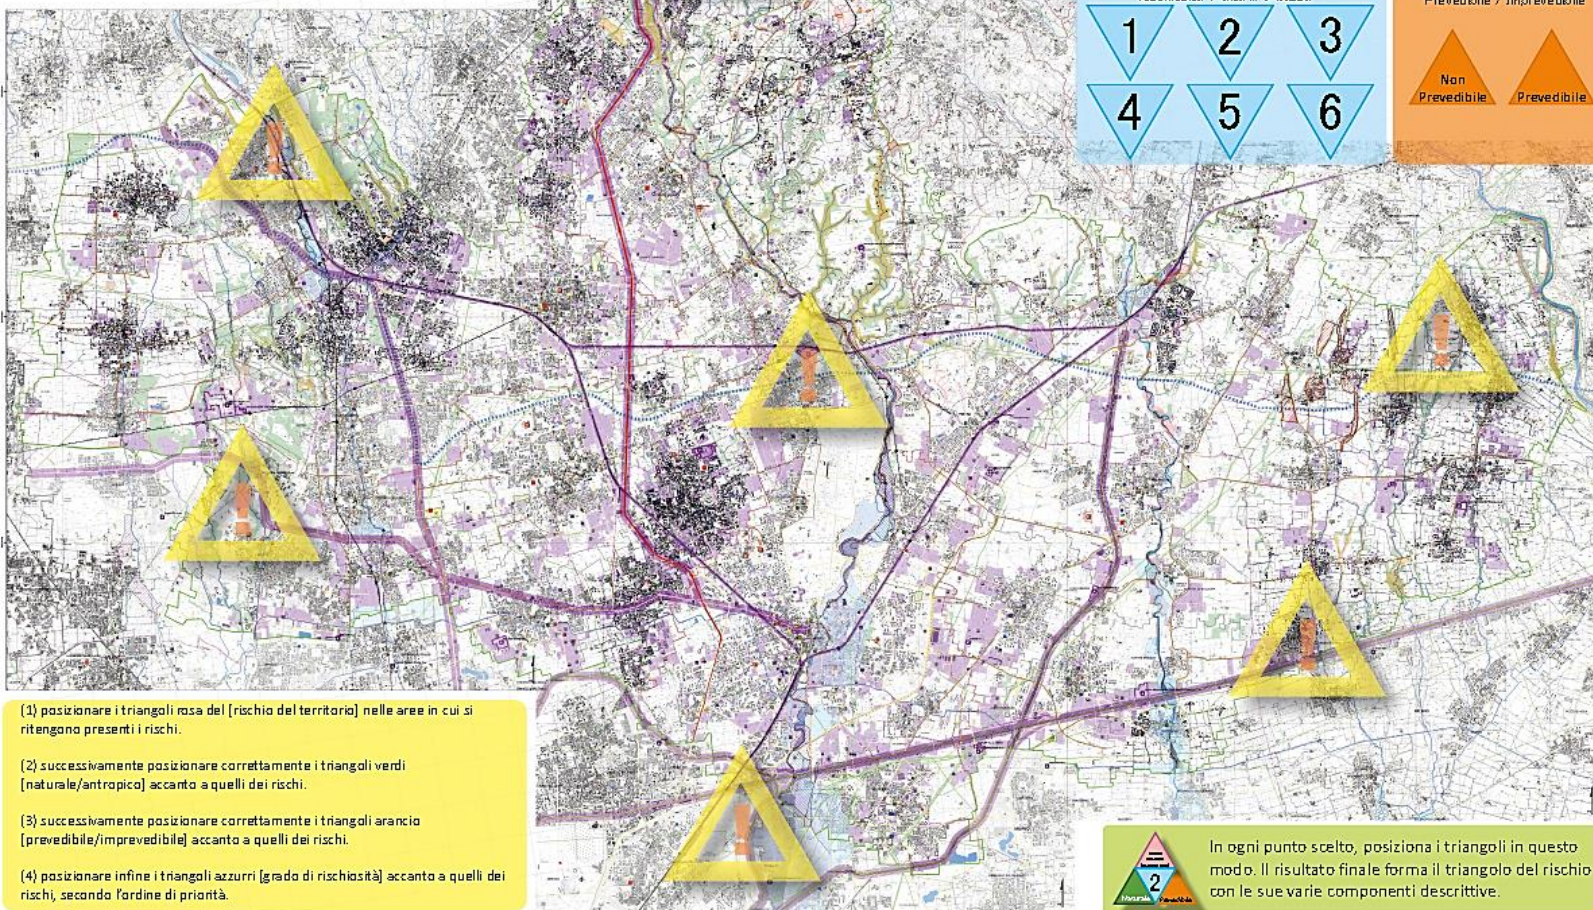 Prevedibile / Imprevedibile
1 2 3
4 5 6
Non
Prevedibile
Prevedibile
(1) posizionare i triangoli rosa del [rischio del territorio] nelle aree in cui si
ritengono presenti i rischi.
(2) successivamente posizionare correttamente i triangoli verdi
[naturale/antropico] accanto a quelli dei rischi.
(3) successivamente posizionare correttamente i triangoli arancio
[prevedibile/imprevedibile] accanto a quelli dei rischi.
(4) posizionare infine i triangoli azzurri [grado di rischiosità] accanto a quelli dei
rischi, secondo l'ordine di priorità.
In ogni punto scelto, posiziona i triangoli in questo
modo. Il risultato finale forma il triangolo del rischio
con le sue varie componenti descrittive.
2
Naturale
Prevedibile